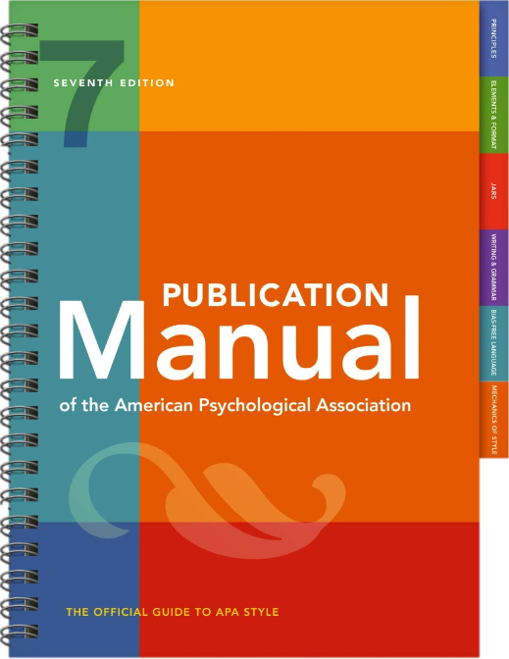 7
SEVENTH EDITION
PUBLICATION
Manual
of the American Psychological Association
THE OFFICIAL GUIDE TO APA STYLE
PRINCIPLES
ELEMENTS & FORMAT
JARS
WRITING & GRAMMAR
BIAS-FREE LANGUAGE
MECHANICS OF STYLE